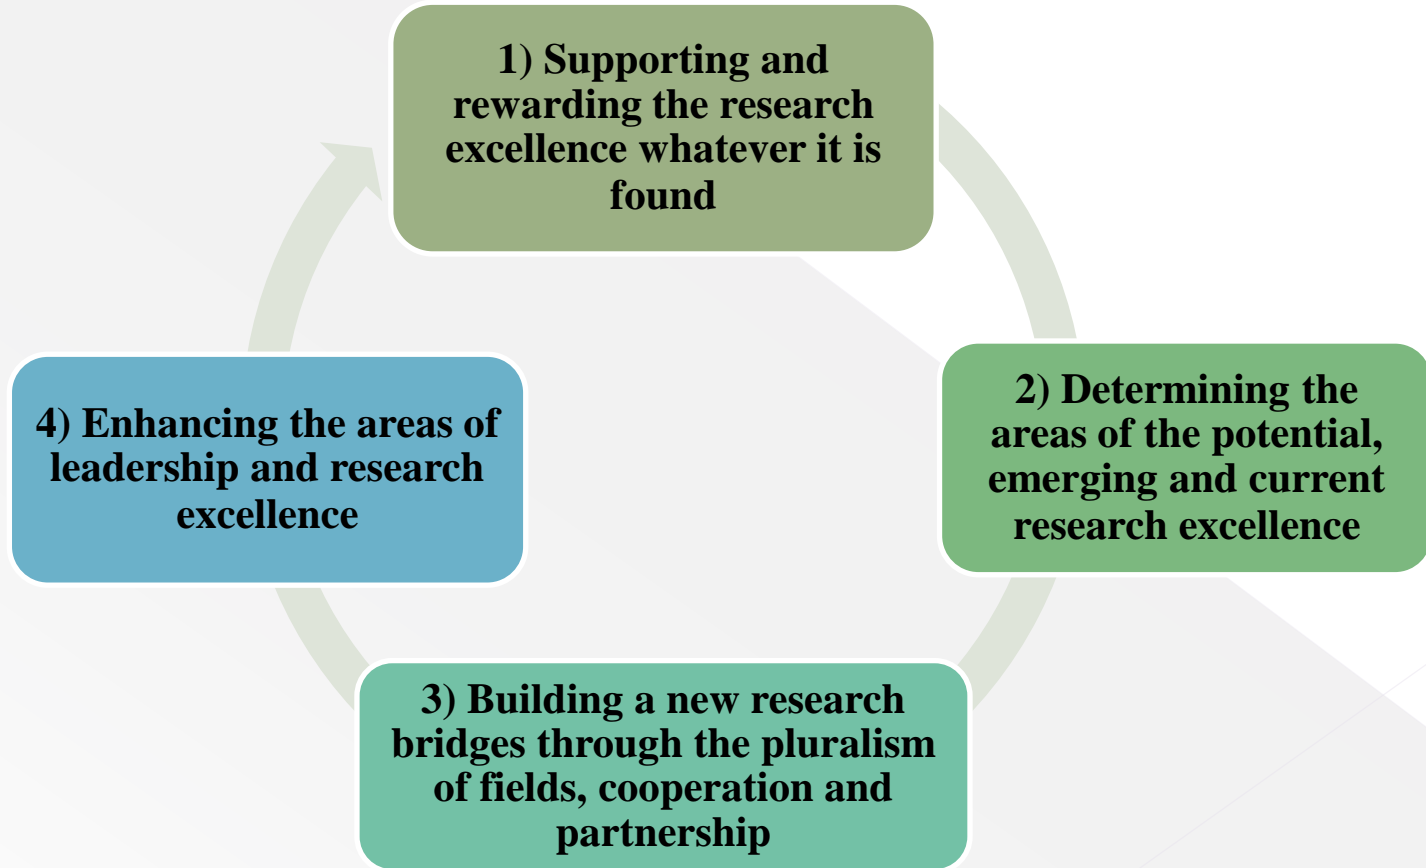 1) Supporting and
rewarding the research
excellence whatever it is
found
2) Determining the
areas of the potential,
emerging and current
research excellence
3) Building a new research
bridges through the pluralism
of fields, cooperation and
partnership
4) Enhancing the areas of
leadership and research
excellence